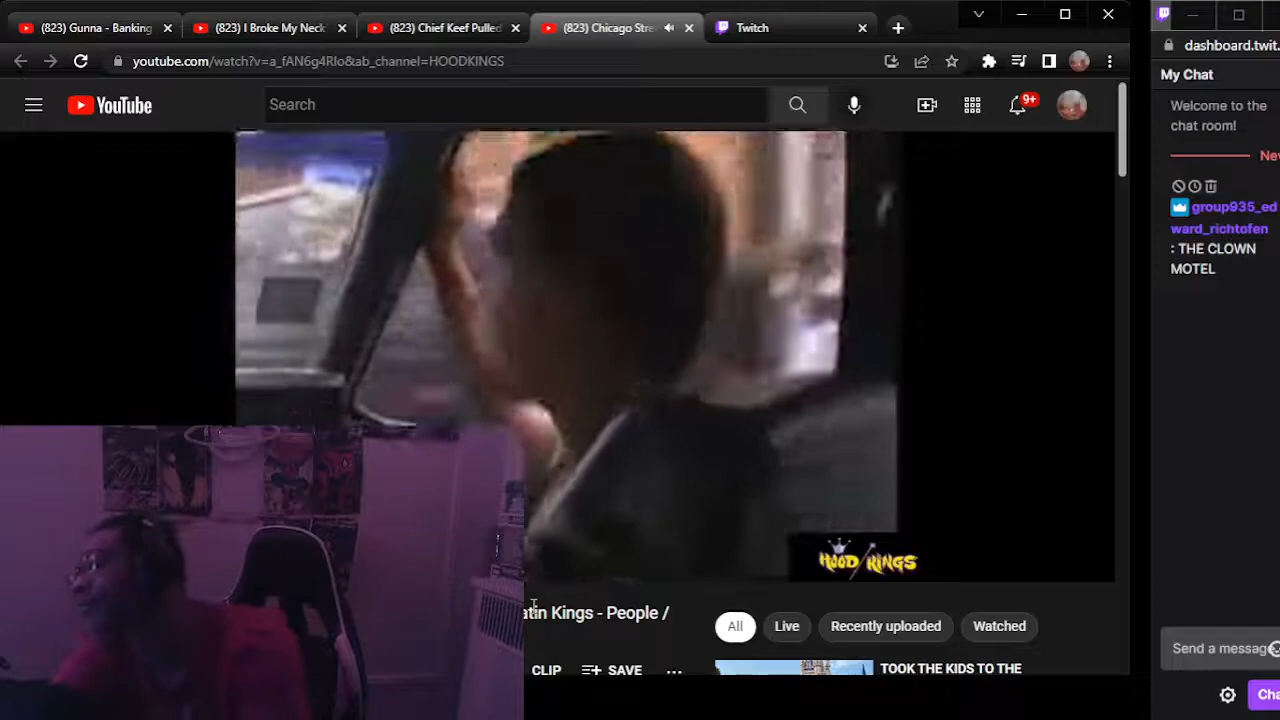 (823) Gunna - Banking
(823) I Broke My Neck
(823) Chief Keef Pulled
(823) Chicago Stre
Twitch
youtube.com/watch?v=a_fAN6g4Rlo&ab_channel=HOODKINGS
dashboard.twit
YouTube
Search
9+
My Chat
Welcome to the
chat room!
Ne
group935_ed
ward_richtofen
: THE CLOWN
MOTEL
HOOD KINGS
atin Kings - People /
All
Live
Recently uploaded
Watched
CLIP
SAVE
TOOK THE KIDS TO THE
Send a message
Cha